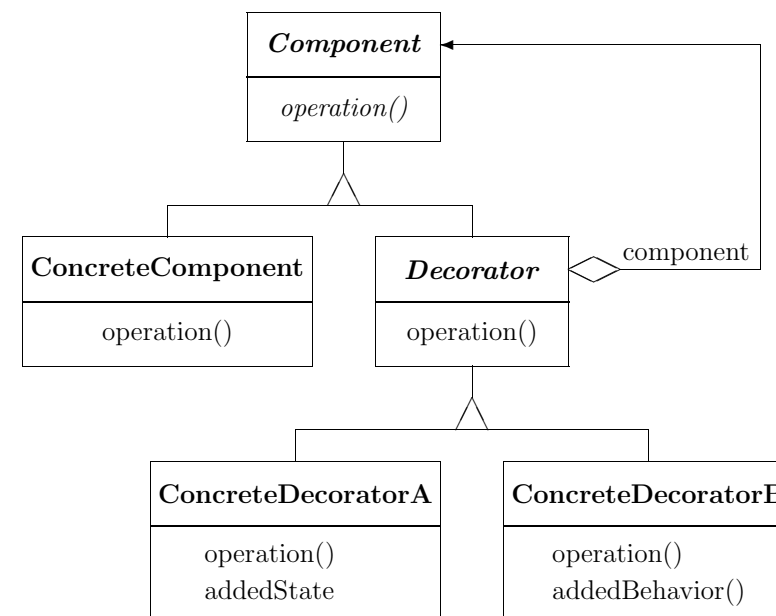 Component
operation()
component
ConcreteComponent
Decorator
operation()
operation()
ConcreteDecoratorA
operation()
addedState
operation()
addedBehavior()